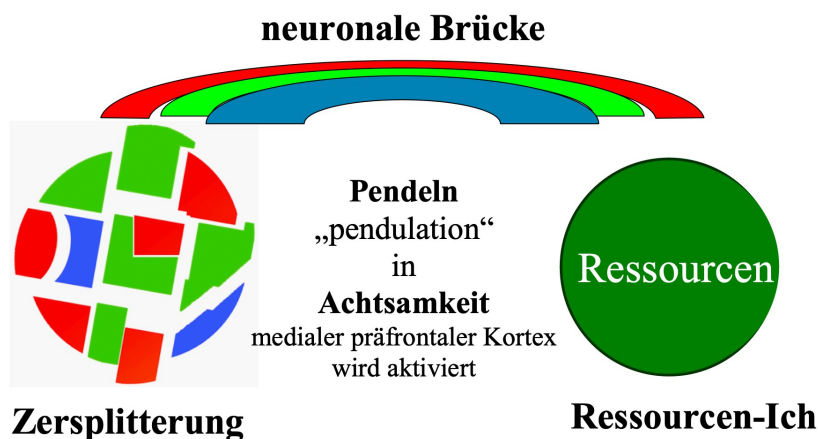 neuronale Brücke
Pendeln
„pendulation“
in
Achtsamkeit
medialer präfrontaler Kortex
wird aktiviert
Ressourcen
Zersplitterung
Ressourcen-Ich